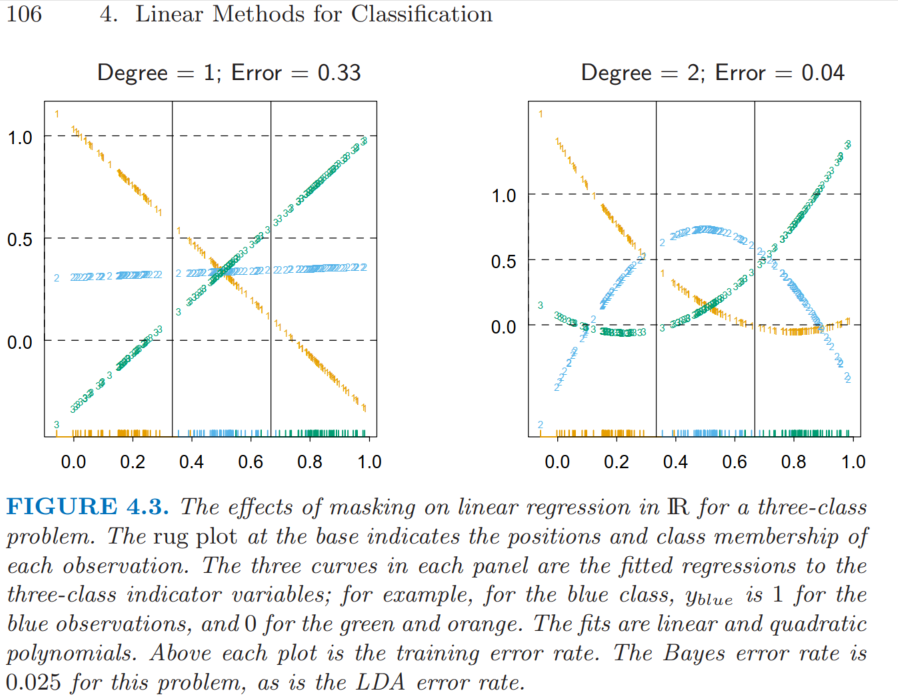 106 4. Linear Methods for Classification
Degree = 1; Error = 0.33
Degree = 2; Error = 0.04
1.0
0.5
0.0
0.0 0.2 0.4 0.6 0.8 1.0
1.0
0.5
0.0
0.0 0.2 0.4 0.6 0.8 1.0
FIGURE 4.3. The effects of masking on linear regression in ℝ for a three-class
problem. The rug plot at the base indicates the positions and class membership of
each observation. The three curves in each panel are the fitted regressions to the
three-class indicator variables; for example, for the blue class, y_blue is 1 for the
blue observations, and 0 for the green and orange. The fits are linear and quadratic
polynomials. Above each plot is the training error rate. The Bayes error rate is
0.025 for this problem, as is the LDA error rate.